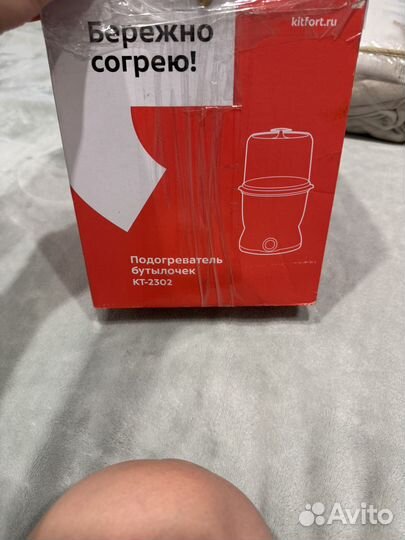 Бережно
согрею!
kitfort.ru
Подогреватель
бутылочек
КТ-2302
Avito